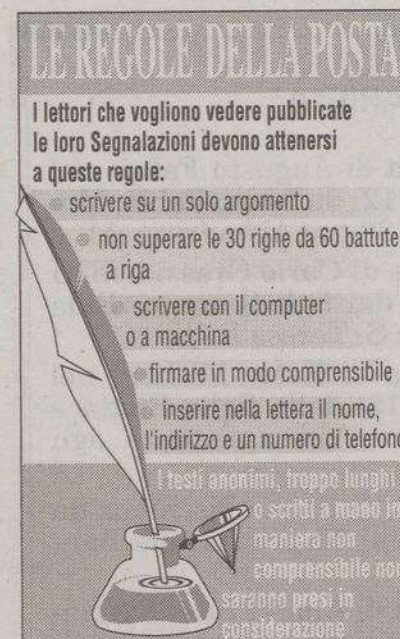 LE REGOLE DELLA POSTA
I lettori che vogliono vedere pubblicate
le loro Segnalazioni devono attenersi
a queste regole:
scrivere su un solo argomento
non superare le 30 righe da 60 battute
a riga
scrivere con il computer
o a macchina
firmare in modo comprensibile
inserire nella lettera il nome,
l'indirizzo e un numero di telefono
I testi anonimi, troppo lunghi
o scritti a mano in
maniera non
comprensibile non
saranno presi in
considerazione